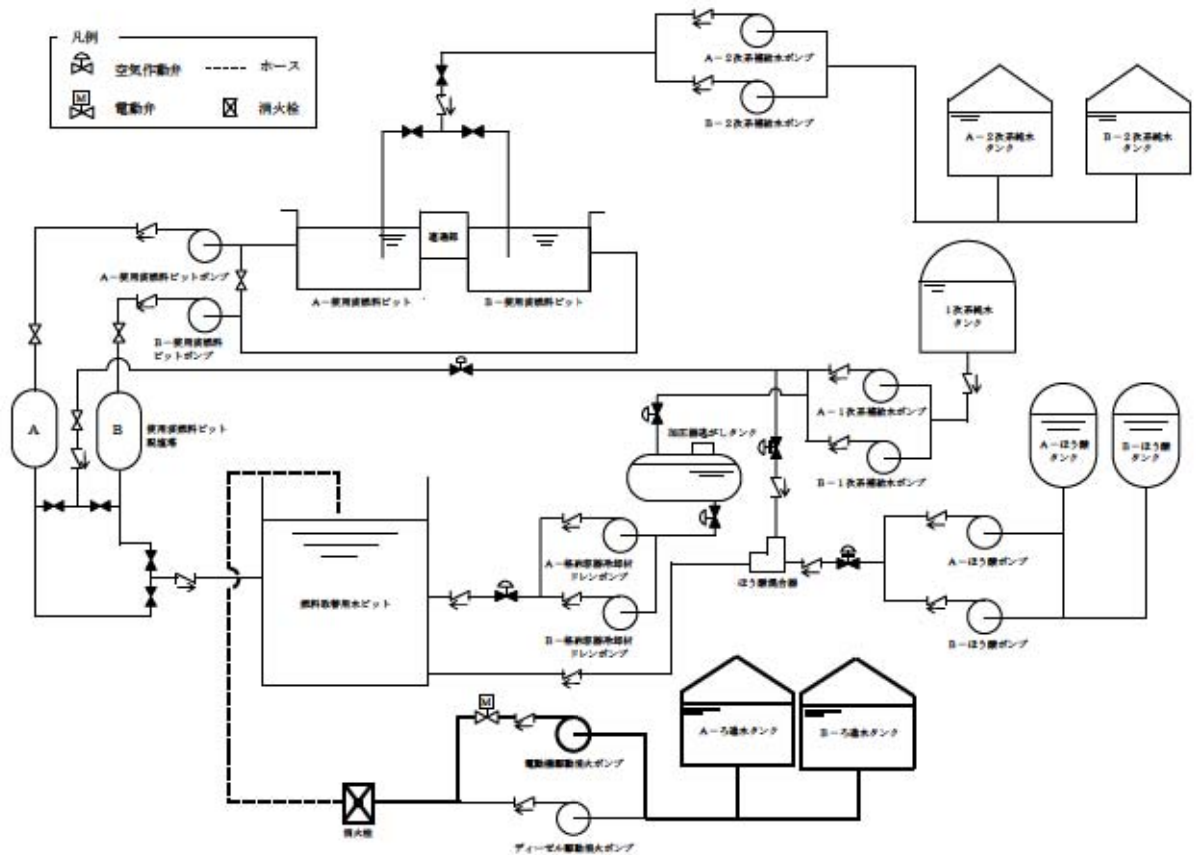 凡例
空気作動弁
ホース
M
電動弁
消火栓
A-2次系補給水ポンプ
B-2次系補給水ポンプ
A-2次系純水
タンク
B-2次系純水
タンク
連通部
A-使用済燃料ピットポンプ
A-使用済燃料ピット
B-使用済燃料ピット
B-使用済燃料
ピットポンプ
1次系純水
タンク
A
B
使用済燃料ピット
脱塩塔
加圧器逃がしタンク
A-1次系補給水ポンプ
B-1次系補給水ポンプ
A-ほう酸
タンク
B-ほう酸
タンク
燃料取替用水ピット
A-格納容器冷却材
ドレンポンプ
B-格納容器冷却材
ドレンポンプ
ほう酸混合器
A-ほう酸ポンプ
B-ほう酸ポンプ
M
電動機駆動消火ポンプ
A-ろ過水タンク
B-ろ過水タンク
消火栓
ディーゼル駆動消火ポンプ